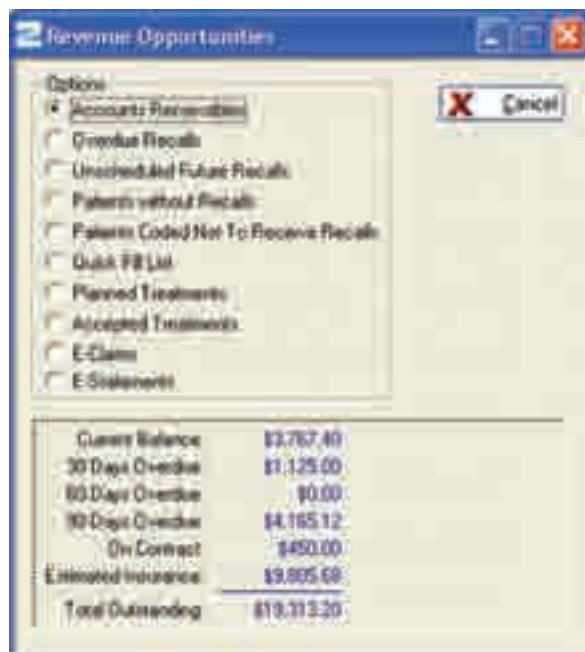 Revenue Opportunities
Options
Accounts Receivables
Cancel
Overdue Recalls
Unscheduled Future Recalls
Patients without Recalls
Patients Coded Not To Receive Recalls
Quick Fill List
Planned Treatments
Accepted Treatments
E-Claims
E-Statements
Current Balance $3,767.40
30 Days Overdue $1,125.00
60 Days Overdue $0.00
90 Days Overdue $4,165.12
On Contract $450.00
Estimated Insurance $9,805.68
Total Outstanding $19,313.20